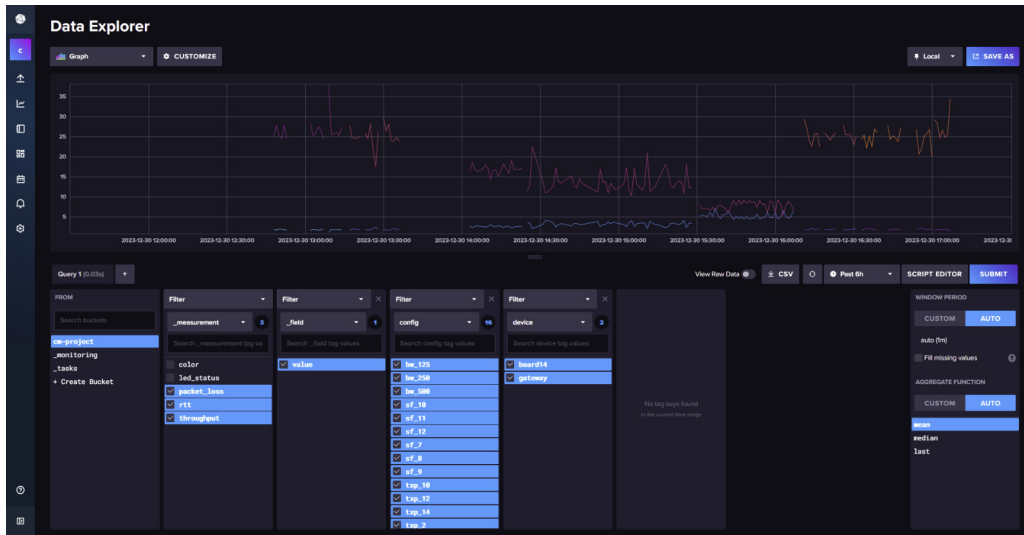 Data Explorer
c
Graph
CUSTOMIZE
Local
SAVE AS
35
30
25
20
15
10
5
2023-12-30 12:00:00
2023-12-30 12:30:00
2023-12-30 13:00:00
2023-12-30 13:30:00
2023-12-30 14:00:00
2023-12-30 14:30:00
2023-12-30 15:00:00
2023-12-30 15:30:00
2023-12-30 16:00:00
2023-12-30 16:30:00
2023-12-30 17:00:00
2023-12-3
Query 1 (0.03s)
+
View Raw Data
CSV
Past 6h
SCRIPT EDITOR
SUBMIT
FROM
Search buckets
cm-project
_monitoring
_tasks
+ Create Bucket
Filter
_measurement
3
Search _measurement tag va
color
led_status
packet_loss
rtt
throughput
Filter
_field
1
Search _field tag values
value
Filter
config
16
Search config tag values
bw_125
bw_250
bw_500
sf_10
sf_11
sf_12
sf_7
sf_8
sf_9
txp_10
txp_12
txp_14
txp_2
Filter
device
2
Search device tag values
board14
gateway
No tag keys found
in the current time range
WINDOW PERIOD
CUSTOM
AUTO
auto (1m)
Fill missing values
AGGREGATE FUNCTION
CUSTOM
AUTO
mean
median
last